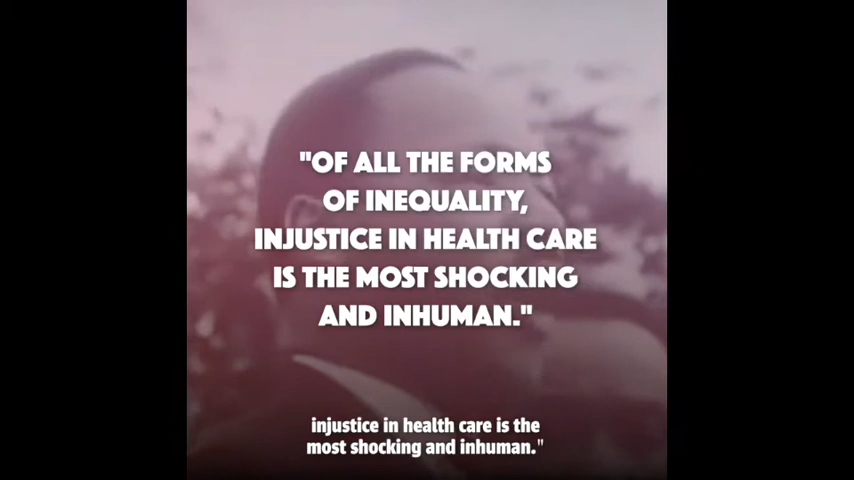 "OF ALL THE FORMS
OF INEQUALITY,
INJUSTICE IN HEALTH CARE
IS THE MOST SHOCKING
AND INHUMAN."
injustice in health care is the
most shocking and inhuman."